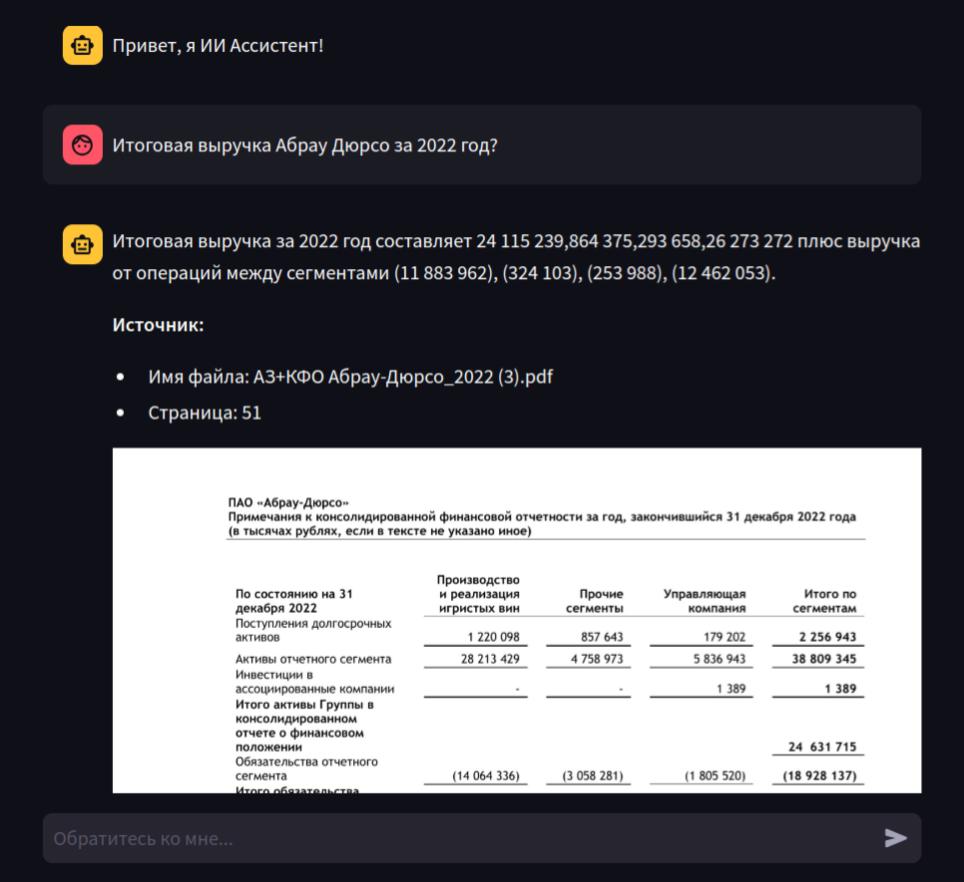 Привет, я ИИ Ассистент!
Итоговая выручка Абрау Дюрсо за 2022 год?
Итоговая выручка за 2022 год составляет 24 115 239,864 375,293 658,26 273 272 плюс выручка
от операций между сегментами (11 883 962), (324 103), (253 988), (12 462 053).
Источник:
• Имя файла: АЗ+КФО Абрау-Дюрсо_2022 (3).pdf
• Страница: 51
ПАО «Абрау-Дюрсо»
Примечания к консолидированной финансовой отчетности за год, закончившийся 31 декабря 2022 года
(в тысячах рублях, если в тексте не указано иное)
Производство
и реализация Прочие Управляющая Итого по
По состоянию на 31
декабря 2022 игристых вин сегменты компания сегментам
Поступления долгосрочных
активов 1 220 098 857 643 179 202 2 256 943
Активы отчетного сегмента 28 213 429 4 758 973 5 836 943 38 809 345
Инвестиции в
ассоциированные компании - - 1 389 1 389
Итого активы Группы в
консолидированном
отчете о финансовом
положении 24 631 715
Обязательства отчетного
сегмента (14 064 336) (3 058 281) (1 805 520) (18 928 137)
Итого обязательства
Обратитесь ко мне...